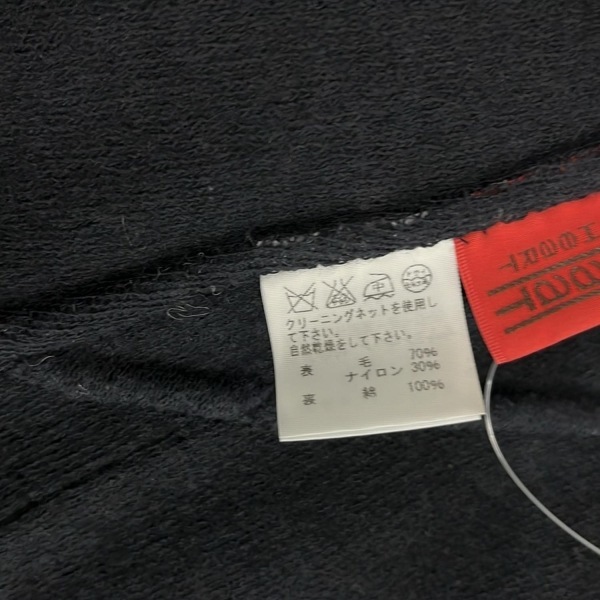 クリーニングネットを使用し
て下さい。
自然乾燥をして下さい。
表 毛 70%
ナイロン 30%
裏 綿 100%